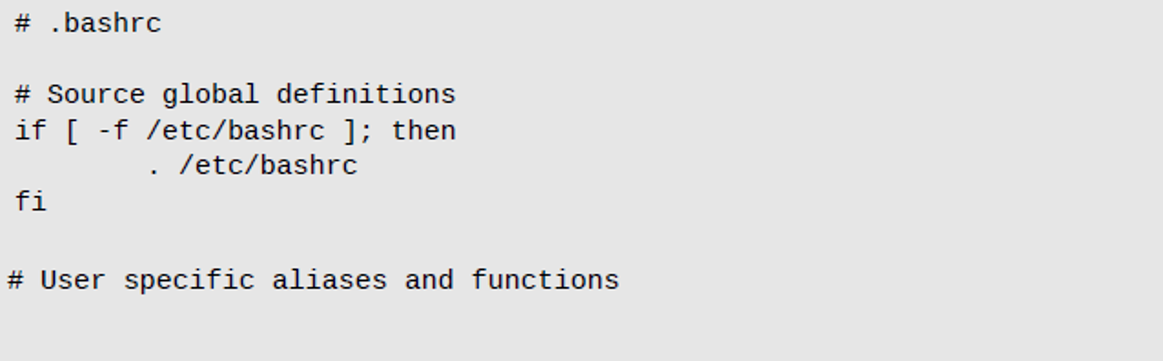 # .bashrc
# Source global definitions
if [ -f /etc/bashrc ]; then
        . /etc/bashrc
fi
# User specific aliases and functions